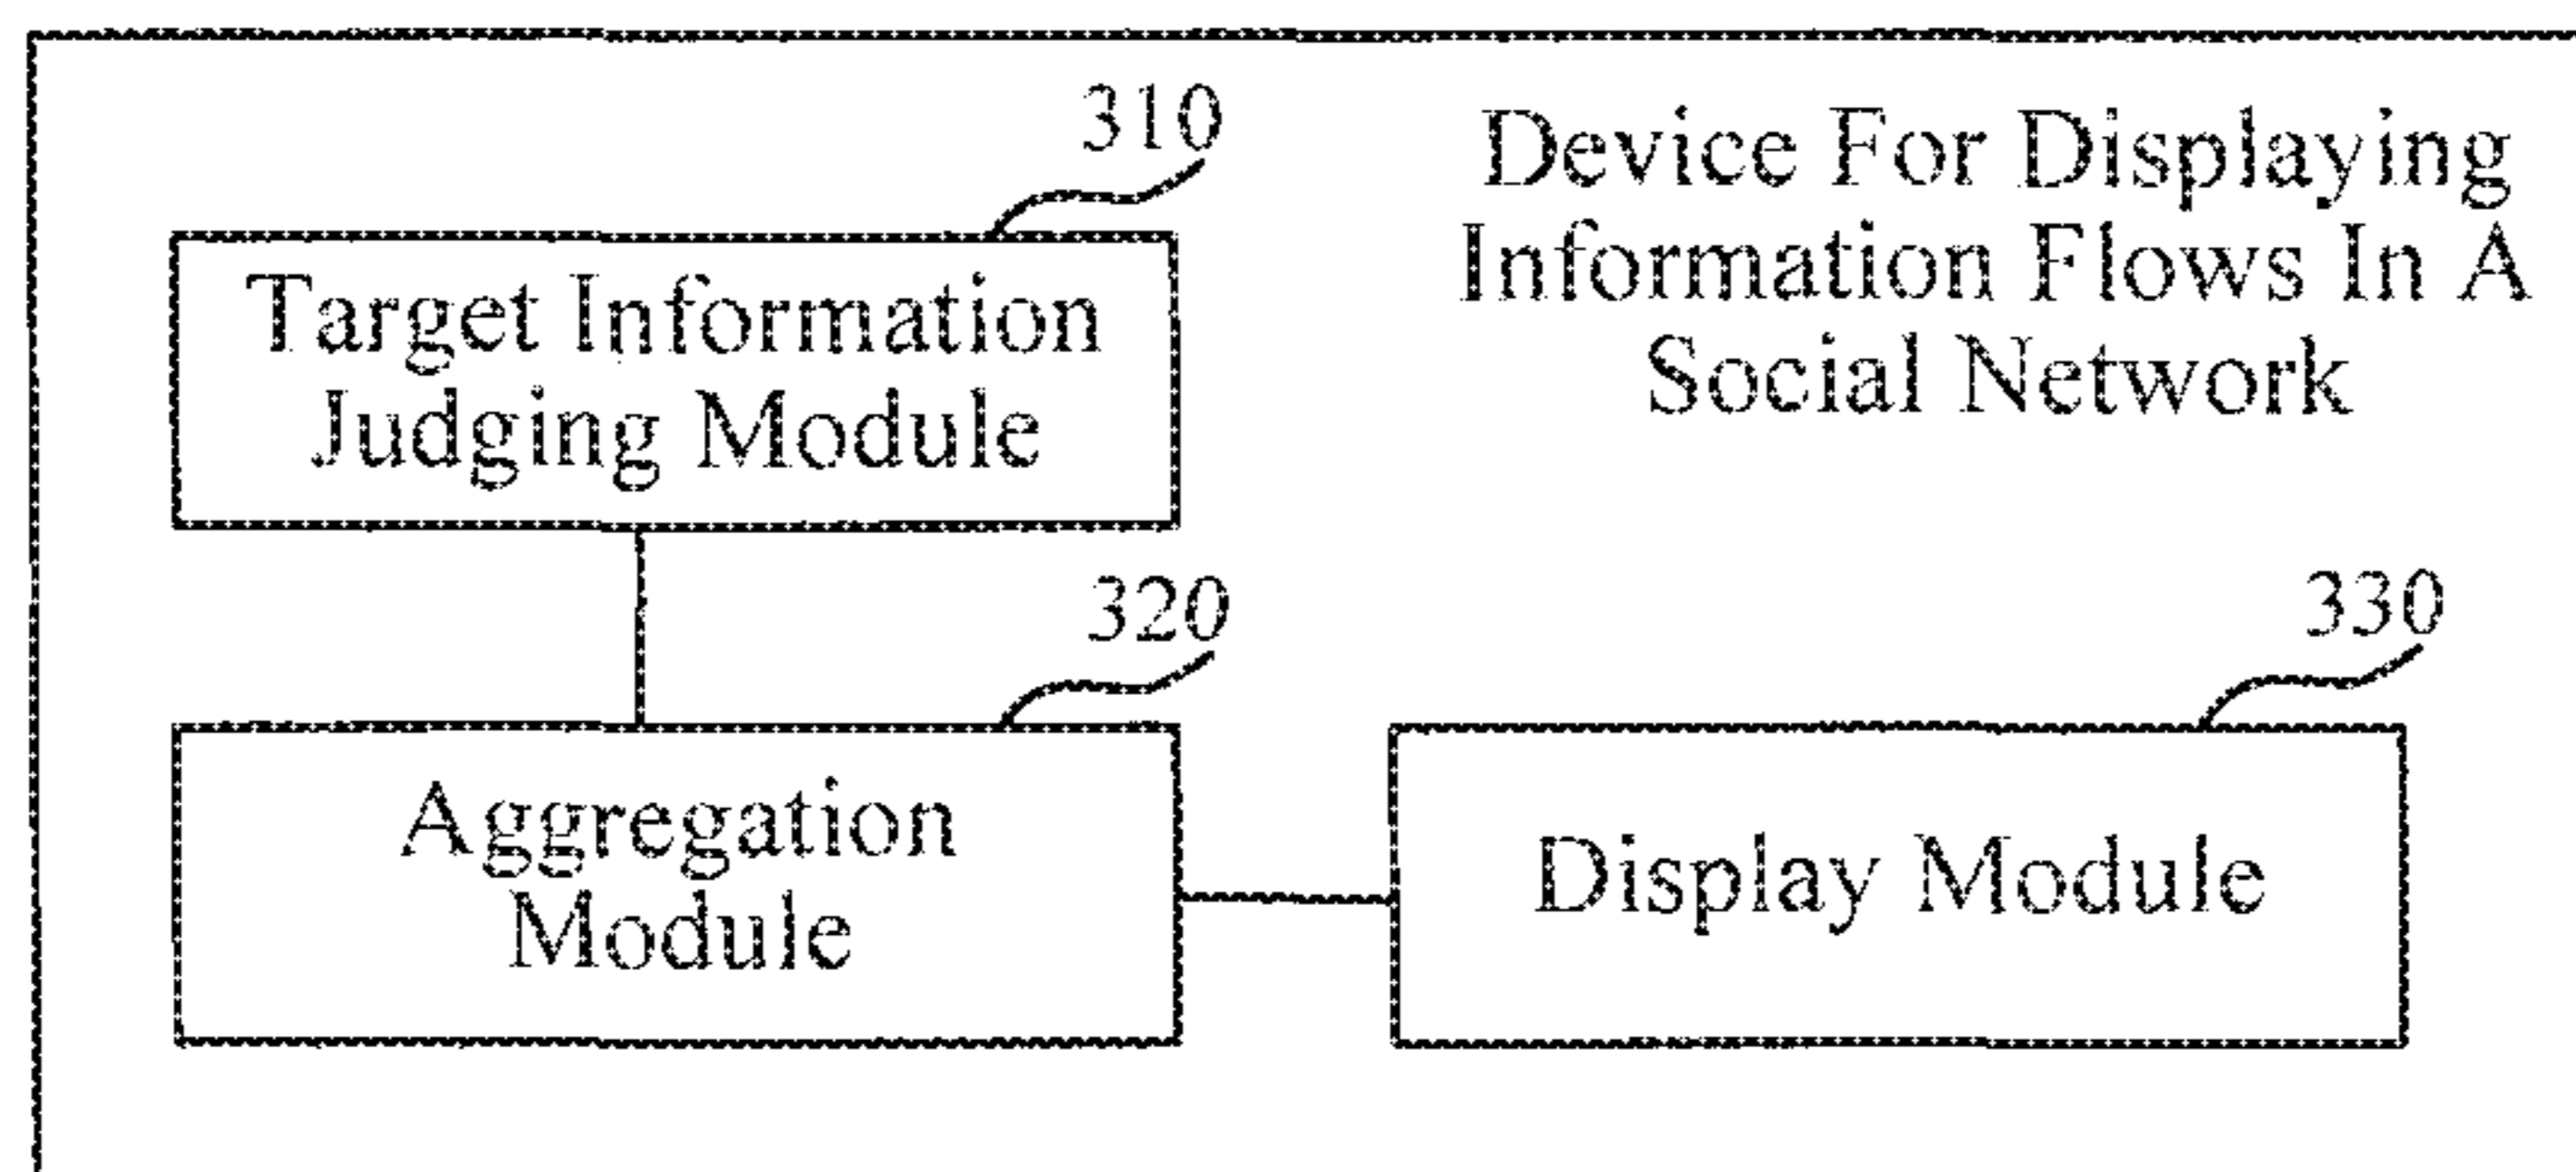 310
Device For Displaying
Information Flows In A
Social Network
Target Information
Judging Module
320
330
Aggregation
Module
Display Module